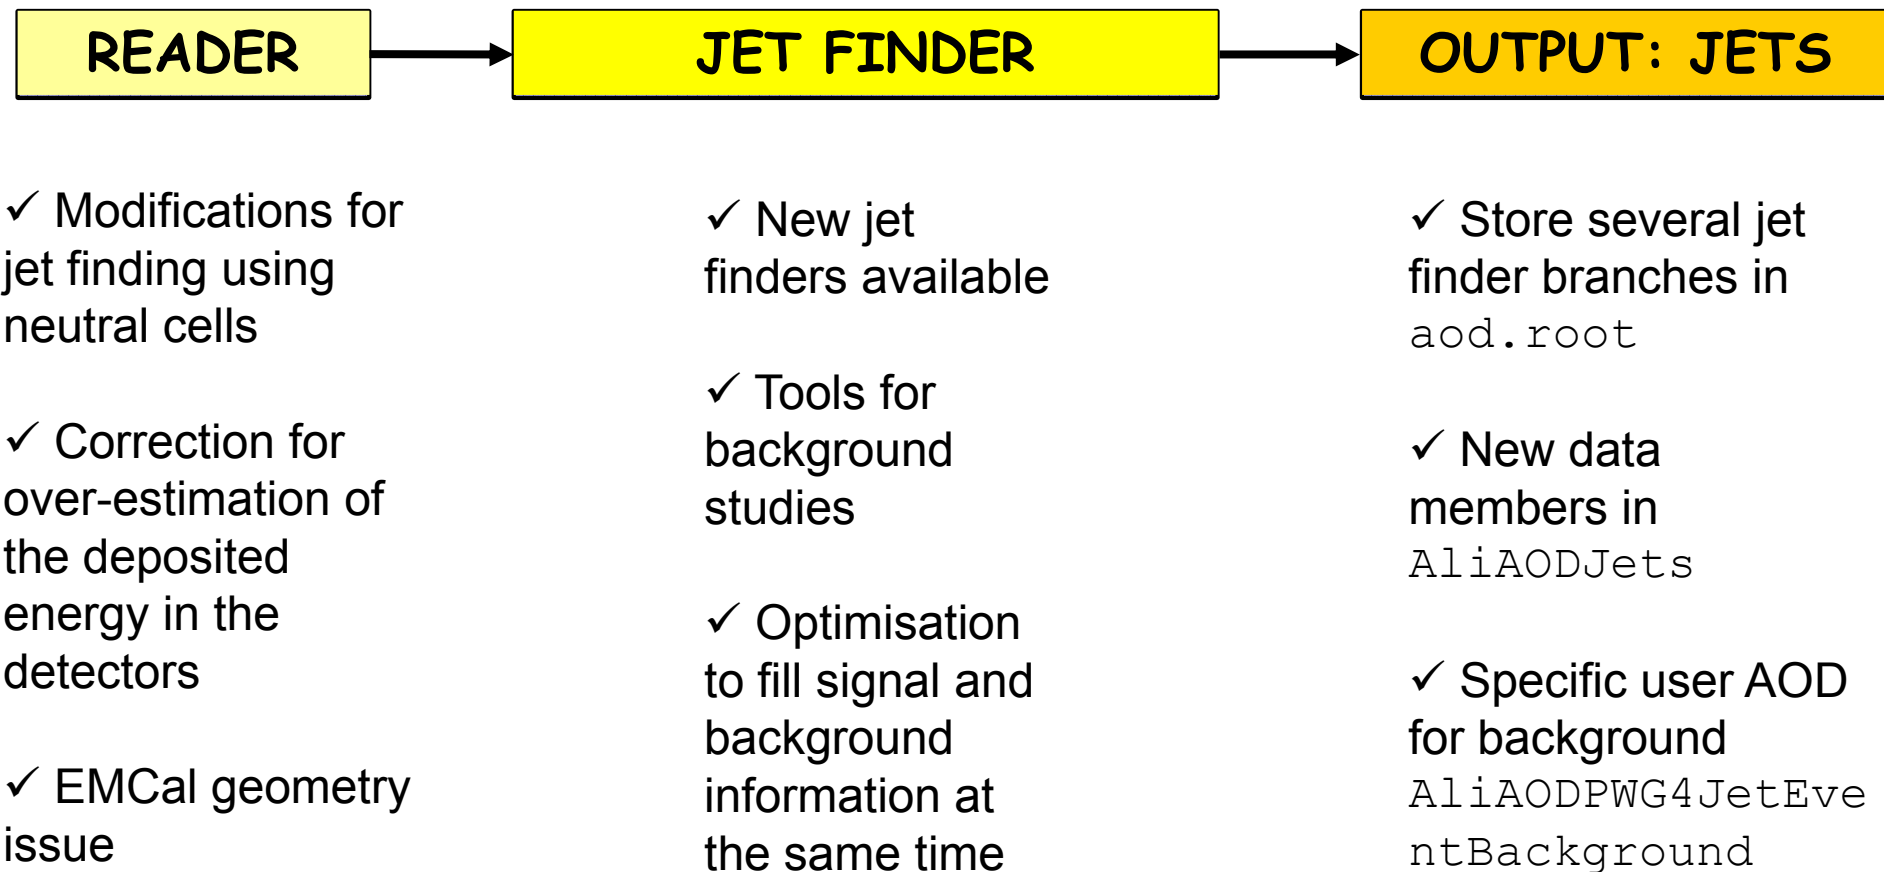 READER
JET FINDER
OUTPUT: JETS
✓ Modifications for
jet finding using
neutral cells
✓ Correction for
over-estimation of
the deposited
energy in the
detectors
✓ EMCal geometry
issue
✓ New jet
finders available
✓ Tools for
background
studies
✓ Optimisation
to fill signal and
background
information at
the same time
✓ Store several jet
finder branches in
aod.root
✓ New data
members in
AliAODJets
✓ Specific user AOD
for background
AliAODPWG4JetEve
ntBackground